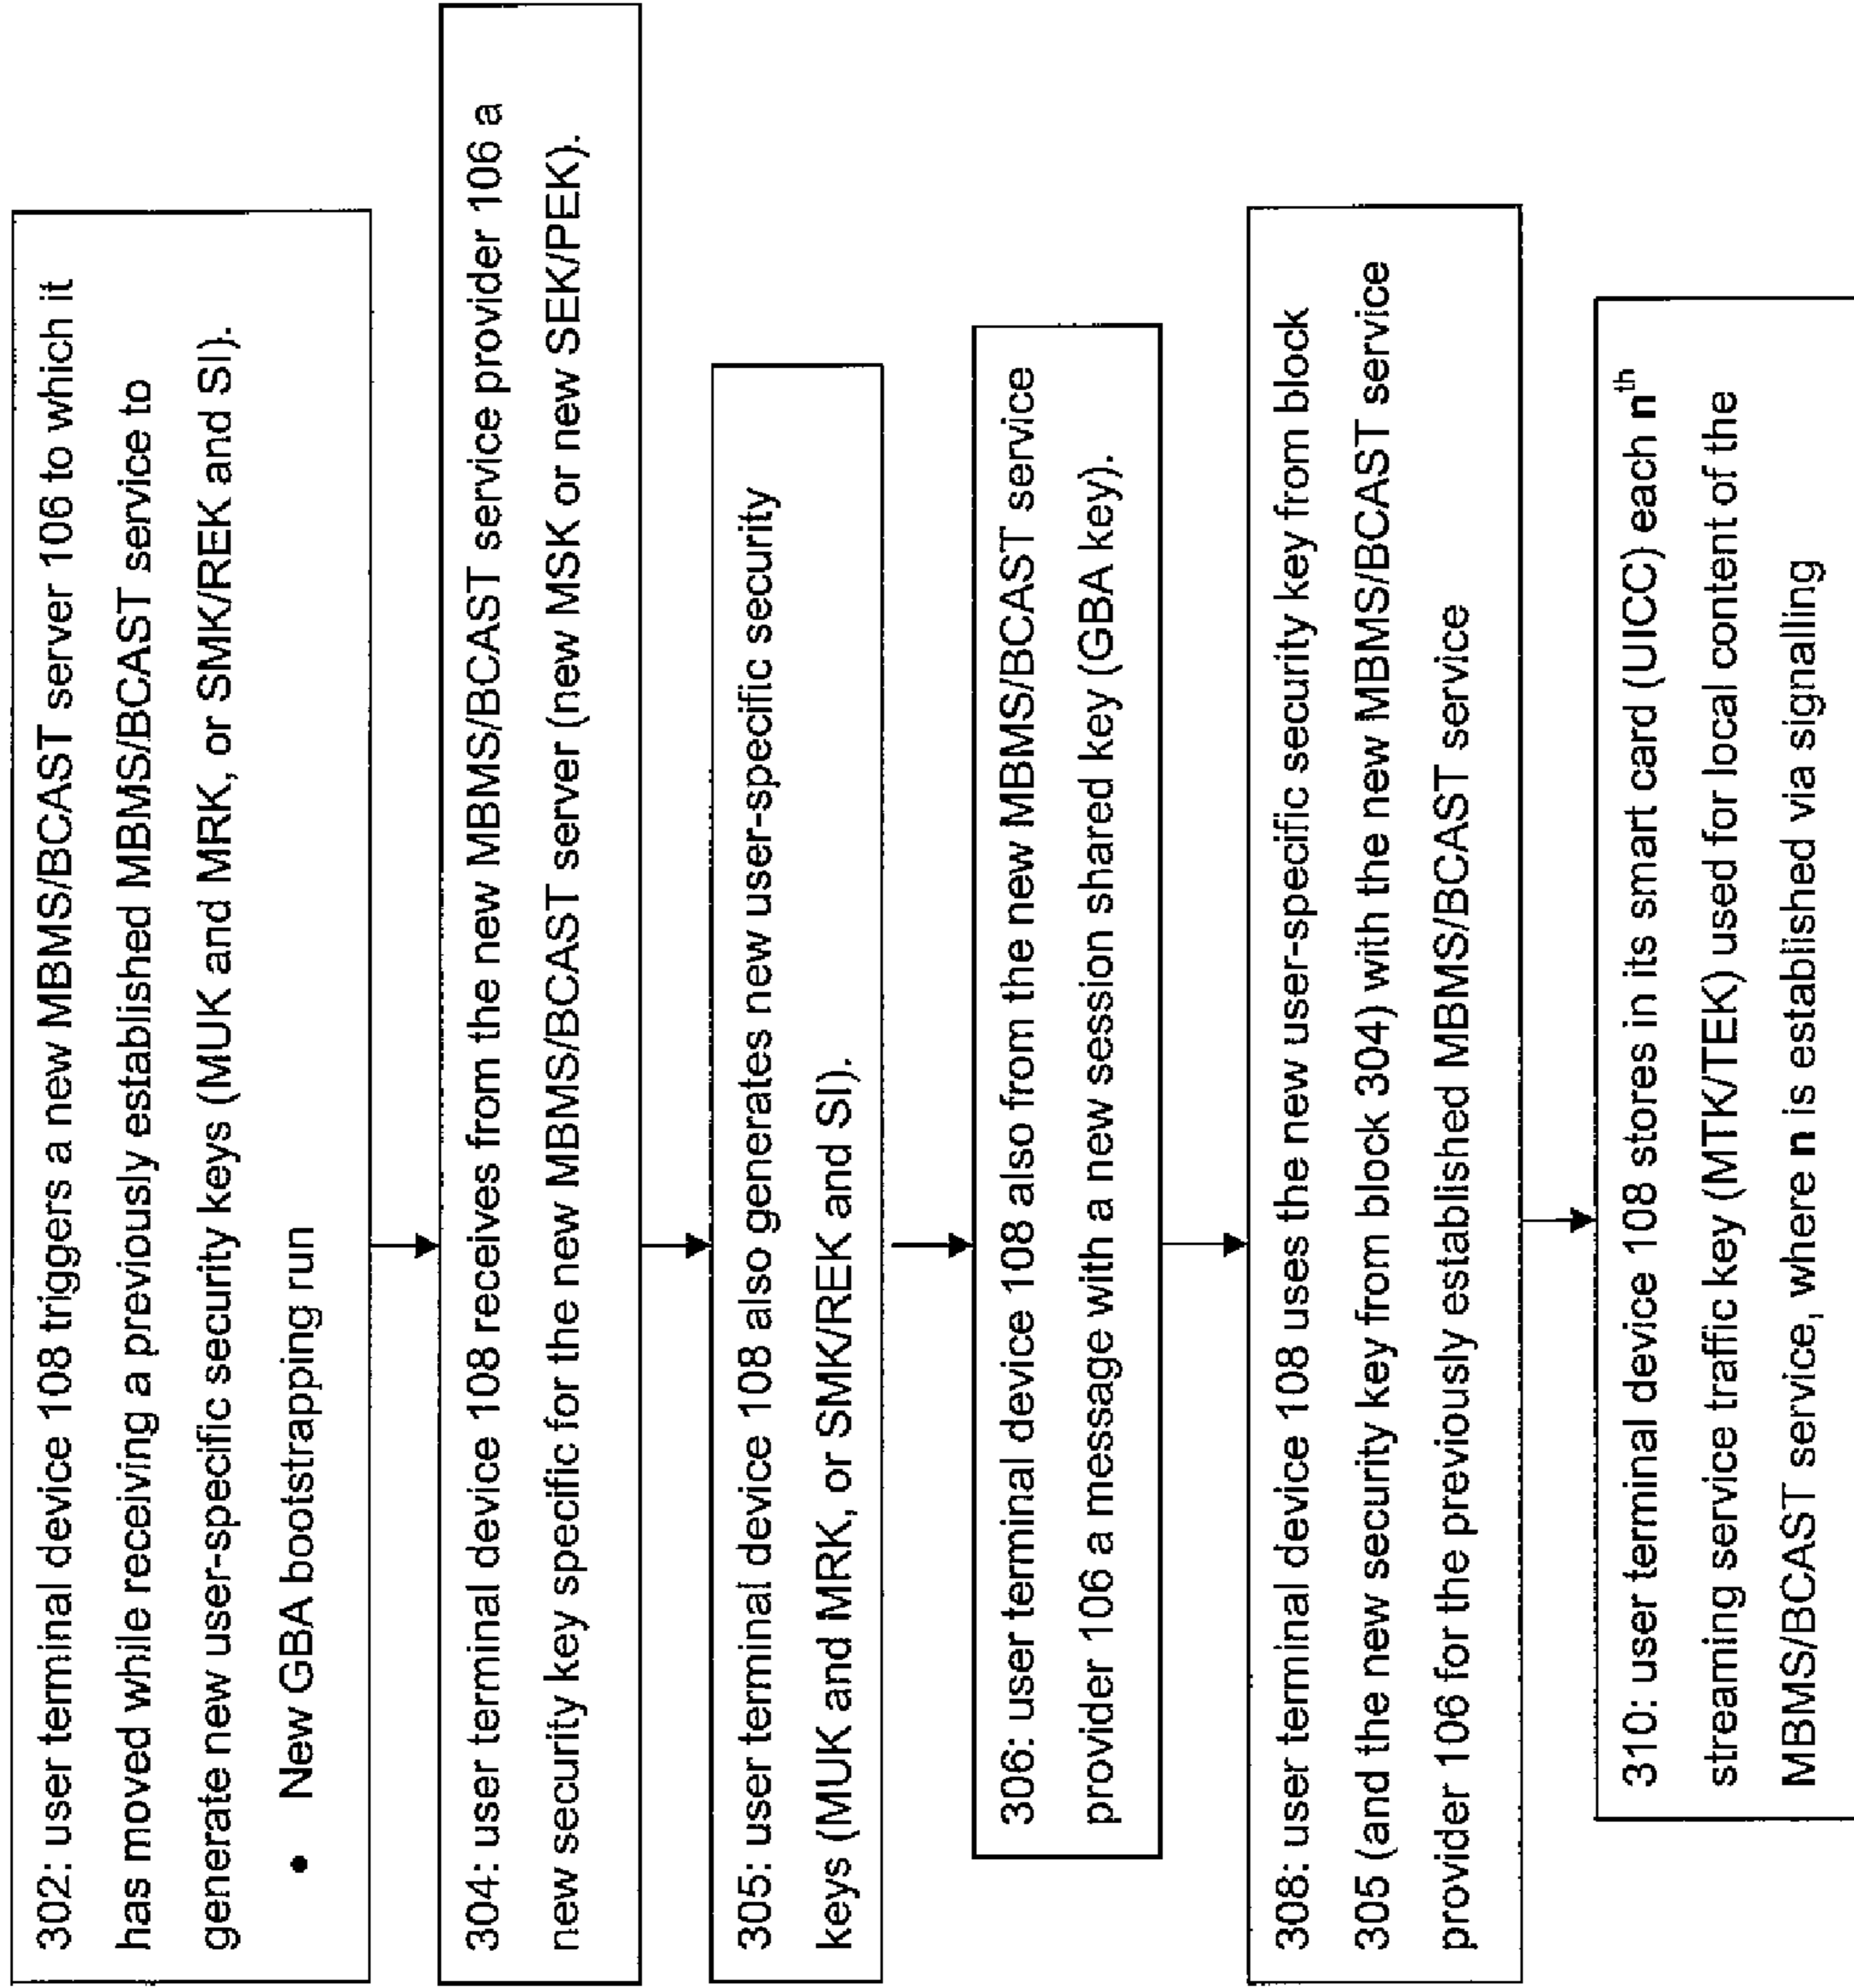 302: user terminal device 108 triggers a new MBMS/BCAST server 106 to which it
has moved while receiving a previously established MBMS/BCAST service to
generate new user-specific security keys (MUK and MRK, or SMK/REK and SI).
• New GBA bootstrapping run
304: user terminal device 108 receives from the new MBMS/BCAST service provider 106 a
new security key specific for the new MBMS/BCAST server (new MSK or new SEK/PEK).
305: user terminal device 108 also generates new user-specific security
keys (MUK and MRK, or SMK/REK and SI).
306: user terminal device 108 also from the new MBMS/BCAST service
provider 106 a message with a new session shared key (GBA key).
308: user terminal device 108 uses the new user-specific security key from block
305 (and the new security key from block 304) with the new MBMS/BCAST service
provider 106 for the previously established MBMS/BCAST service
310: user terminal device 108 stores in its smart card (UICC) each nth
streaming service traffic key (MTK/TEK) used for local content of the
MBMS/BCAST service, where n is established via signalling